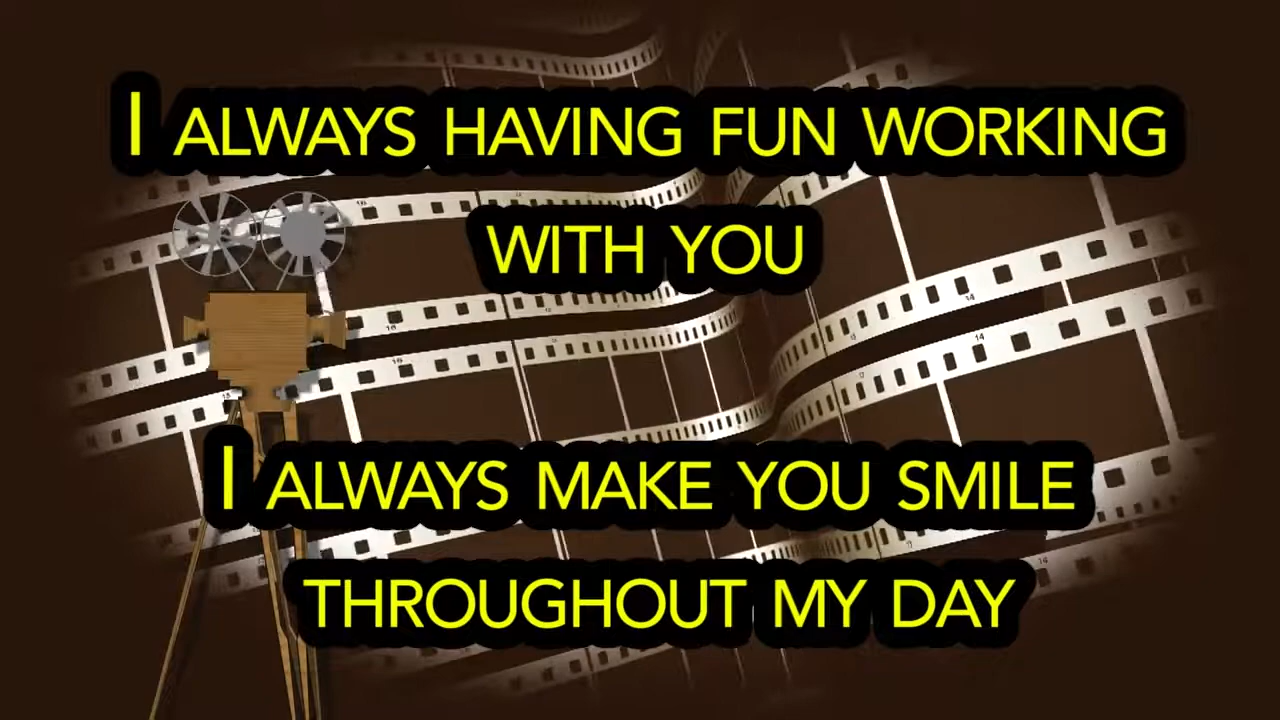 I ALWAYS HAVING FUN WORKING
WITH YOU
I ALWAYS MAKE YOU SMILE
THROUGHOUT MY DAY